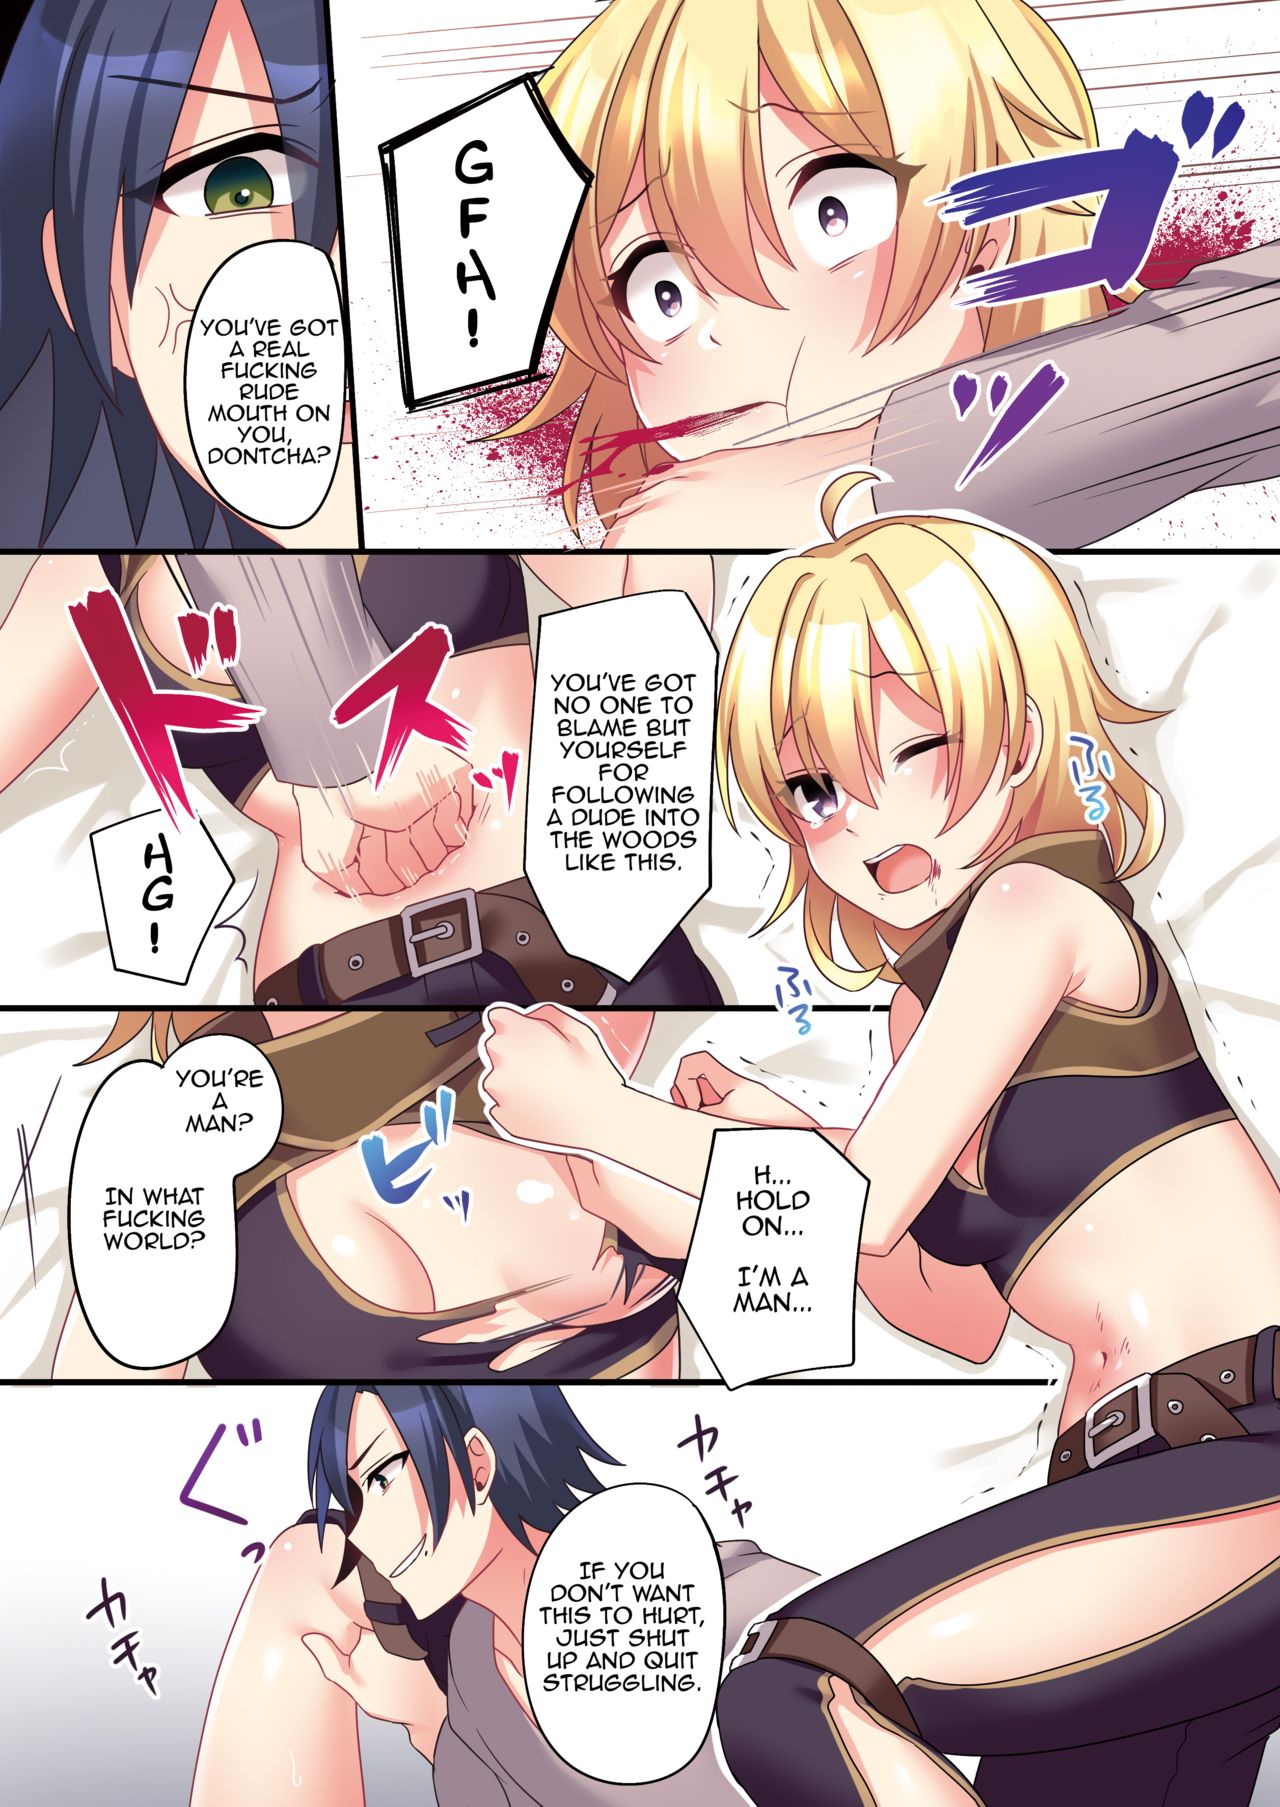 YOU'VE GOT
A REAL
FUCKING
RUDE
MOUTH ON
YOU,
DONTCHA?
GFH!
ゴッ
YOU'VE GOT
NO ONE TO
BLAME BUT
YOURSELF
FOR
FOLLOWING
A DUDE INTO
THE WOODS
LIKE THIS.
ドスッ
HG!
ふる
ふる
YOU'RE
A
MAN?
IN WHAT
FUCKING
WORLD?
ビッ
H...
HOLD
ON...
I'M A
MAN...
ぐっ
カチャ
カチャ
IF YOU
DON'T WANT
THIS TO HURT,
JUST SHUT
UP AND QUIT
STRUGGLING.